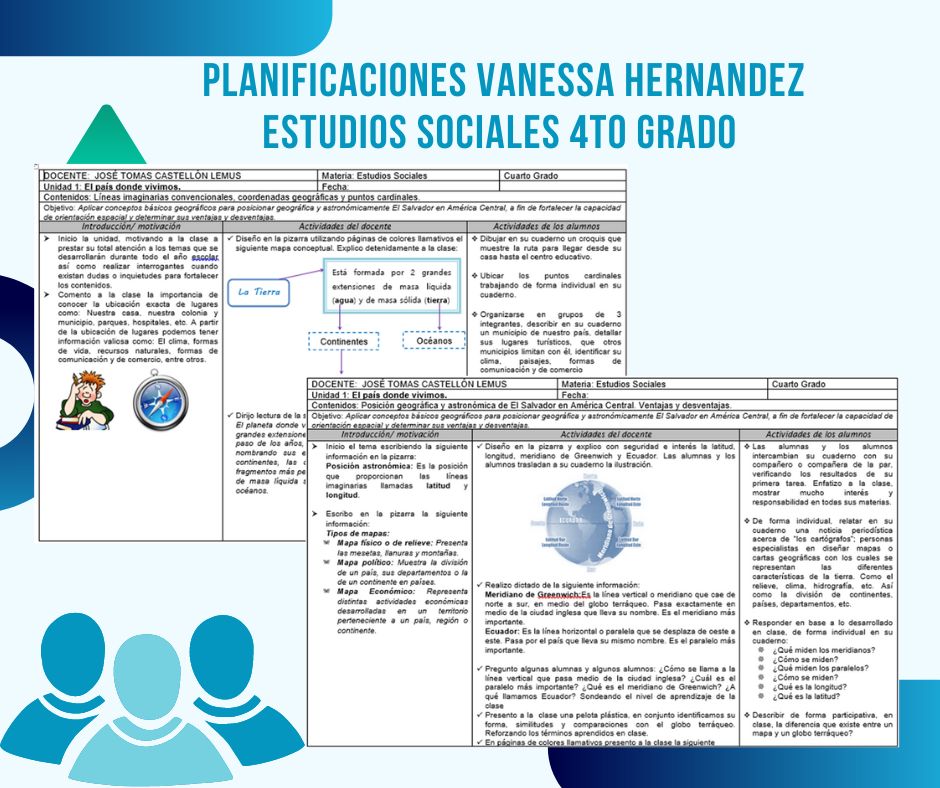 PLANIFICACIONES VANESSA HERNANDEZ
ESTUDIOS SOCIALES 4TO GRADO
DOCENTE: JOSÉ TOMAS CASTELLÓN LEMUS
Materia: Estudios Sociales
Cuarto Grado
Unidad 1: El país donde vivimos.
Fecha:
Contenidos: Líneas imaginarias convencionales, coordenadas geográficas y puntos cardinales.
Objetivo: Aplicar conceptos básicos geográficos para posicionar geográfica y astronómicamente El Salvador en América Central, a fin de fortalecer la capacidad
de orientación espacial y determinar sus ventajas y desventajas.
Introducción/ motivación
Actividades del docente
Actividades de los alumnos
Inicio la unidad, motivando a la clase a
prestar su total atención a los temas que se
desarrollarán durante todo el año escolar
así como realizar interrogantes cuando
existan dudas o inquietudes para fortalecer
los contenidos.
Comento a la clase la importancia de
conocer la ubicación exacta de lugares
como: Nuestra casa, nuestra colonia y
municipio, parques, hospitales, etc. A partir
de la ubicación de lugares podemos tener
información valiosa como: El clima, formas
de vida, recursos naturales, formas de
comunicación y de comercio, entre otros.
✓ Diseño en la pizarra utilizando páginas de colores llamativos el
siguiente mapa conceptual. Explico detenidamente a la clase:
La Tierra
Está formada por 2 grandes
extensiones de masa líquida
(agua) y de masa sólida (tierra)
Continentes
Océanos
✓ Dirijo lectura de la s
El planeta donde v
grandes extensione
paso de los años,
nombrando sus e
continentes, las
fragmentos más pe
de masa líquida
océanos.
Dibujar en su cuaderno un croquis que
muestre la ruta para llegar desde su
casa hasta el centro educativo.
Ubicar los puntos cardinales
trabajando de forma individual en su
cuaderno.
Organizarse en grupos de 3
integrantes, describir en su cuaderno
un municipio de nuestro país, detallar
sus lugares turísticos, que otros
municipios limitan con él, identificar su
clima, paisajes, formas de
comunicación y de comercio
DOCENTE: JOSÉ TOMAS CASTELLÓN LEMUS
Materia: Estudios Sociales
Cuarto Grado
Unidad 1: El país donde vivimos.
Fecha:
Contenidos: Posición geográfica y astronómica de El Salvador en América Central. Ventajas y desventajas.
Objetivo: Aplicar conceptos básicos geográficos para posicionar geográfica y astronómicamente El Salvador en América Central, a fin de fortalecer la capacidad de
orientación espacial y determinar sus ventajas y desventajas.
Introducción/ motivación
Actividades del docente
Actividades de los alumnos
Inicio el tema escribiendo la siguiente
información en la pizarra:
Posición astronómica: Es la posición
que proporcionan las líneas
imaginarias llamadas latitud y
longitud.
Escribo en la pizarra la siguiente
información:
Tipos de mapas:
Mapa físico o de relieve: Presenta
las mesetas, llanuras y montañas.
Mapa político: Muestra la división
de un país, sus departamentos o la
de un continente en países.
Mapa Económico: Representa
distintas actividades económicas
desarrolladas en un territorio
perteneciente a un país, región o
continente.
✓ Diseño en la pizarra y explico con seguridad e interés la latitud,
longitud, meridiano de Greenwich y Ecuador. Las alumnas y los
alumnos trasladan a su cuaderno la ilustración.
Latitud Norte
Longitud Oeste
Latitud Norte
Longitud Este
ECUADOR
Latitud Sur
Longitud Oeste
Latitud Sur
Longitud Este
✓ Realizo dictado de la siguiente información:
Meridiano de Greenwich:Es la línea vertical o meridiano que cae de
norte a sur, en medio del globo terráqueo. Pasa exactamente en
medio de la ciudad inglesa que lleva su nombre. Es el meridiano más
importante.
Ecuador: Es la línea horizontal o paralela que se desplaza de oeste a
este. Pasa por el país que lleva su mismo nombre. Es el paralelo más
importante.
✓ Pregunto algunas alumnas y algunos alumnos: ¿Cómo se llama a la
línea vertical que pasa medio de la ciudad inglesa? ¿Cuál es el
paralelo más importante? ¿Qué es el meridiano de Greenwich? ¿A
qué llamamos Ecuador? Sondeando el nivel de aprendizaje de la
clase
✓ Presento a la clase una pelota plástica, en conjunto identificamos su
forma, similitudes y comparaciones con el globo terráqueo.
Reforzando los términos aprendidos en clase.
✓ En páginas de colores llamativos presento a la clase la siguiente
Las alumnas y los alumnos
intercambian su cuaderno con su
compañero o compañera de la par,
verificando los resultados de su
primera tarea. Enfatizo a la clase,
mostrar mucho interés y
responsabilidad en todas sus materias.
De forma individual, relatar en su
cuaderno una noticia periodística
acerca de "los cartógrafos"; personas
especialistas en diseñar mapas o
cartas geográficas con los cuales se
representan las diferentes
características de la tierra. Como el
relieve, clima, hidrografía, etc. Así
como la división de continentes,
países, departamentos, etc.
Responder en base a lo desarrollado
en clase, de forma individual en su
cuaderno:
¿Qué miden los meridianos?
¿Cómo se miden?
¿Qué miden los paralelos?
¿Cómo se miden?
¿Qué es la longitud?
¿Qué es la latitud?
Describir de forma participativa, en
clase, la diferencia que existe entre un
mapa y un globo terráqueo?